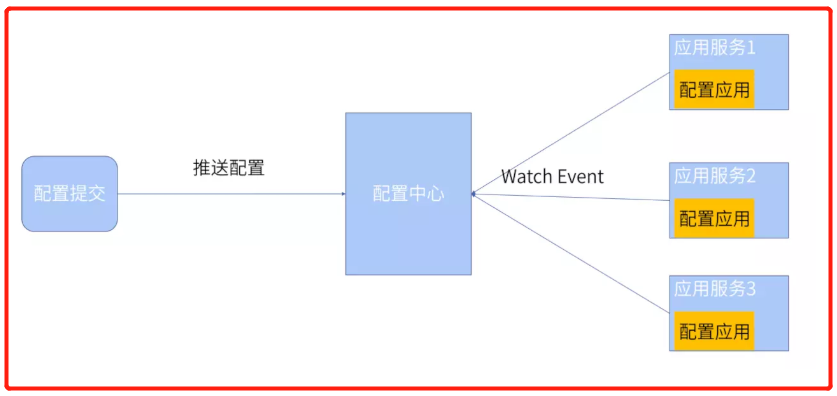 配置提交
推送配置
配置中心
Watch Event
应用服务1
配置应用
应用服务2
配置应用
应用服务3
配置应用